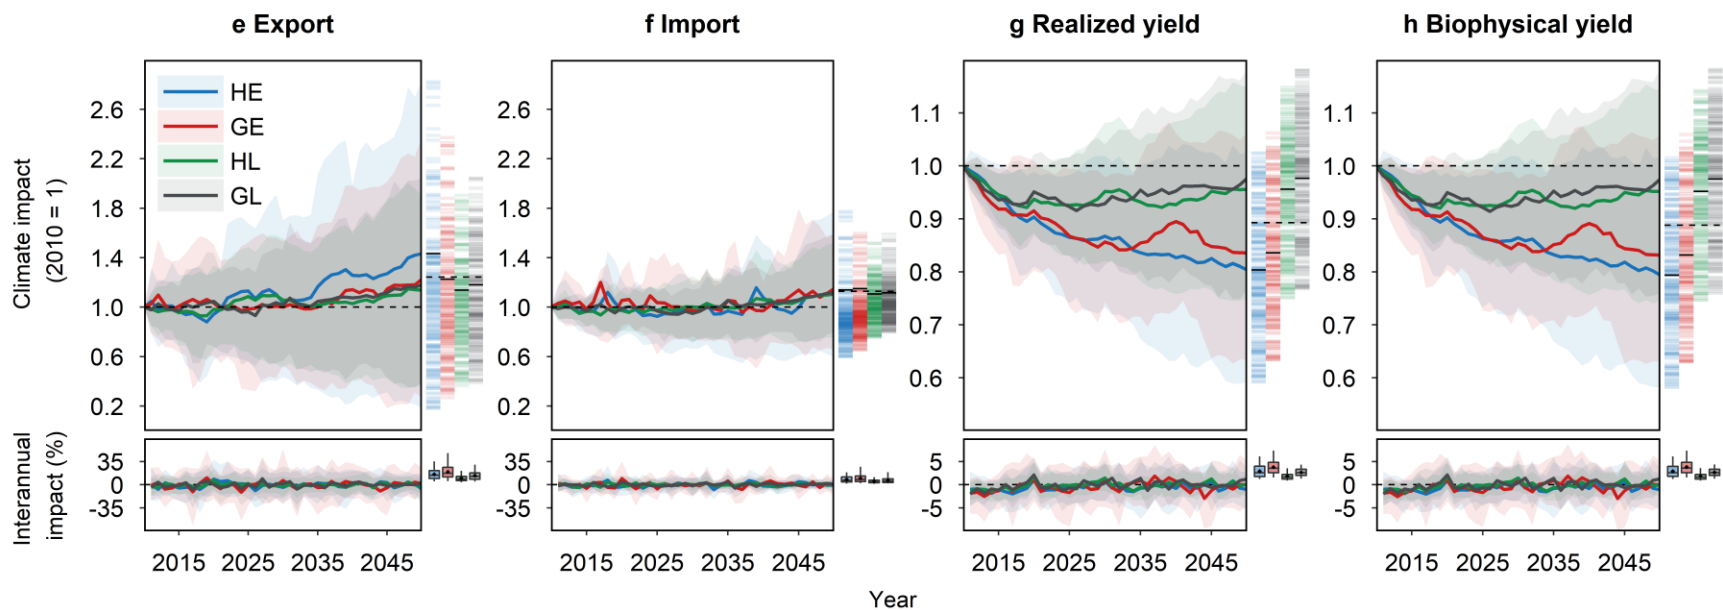 e Export
f Import
g Realized yield
h Biophysical yield
Climate impact
(2010 = 1)
2.6
2.2
1.8
1.4
1.0
0.6
0.2
HE
GE
HL
GL
2.6
2.2
1.8
1.4
1.0
0.6
0.2
1.1
1.0
0.9
0.8
0.7
0.6
1.1
1.0
0.9
0.8
0.7
0.6
Interannual
impact (%)
35
0
-35
35
0
-35
5
0
-5
5
0
-5
2015 2025 2035 2045
2015 2025 2035 2045
2015 2025 2035 2045
2015 2025 2035 2045
Year